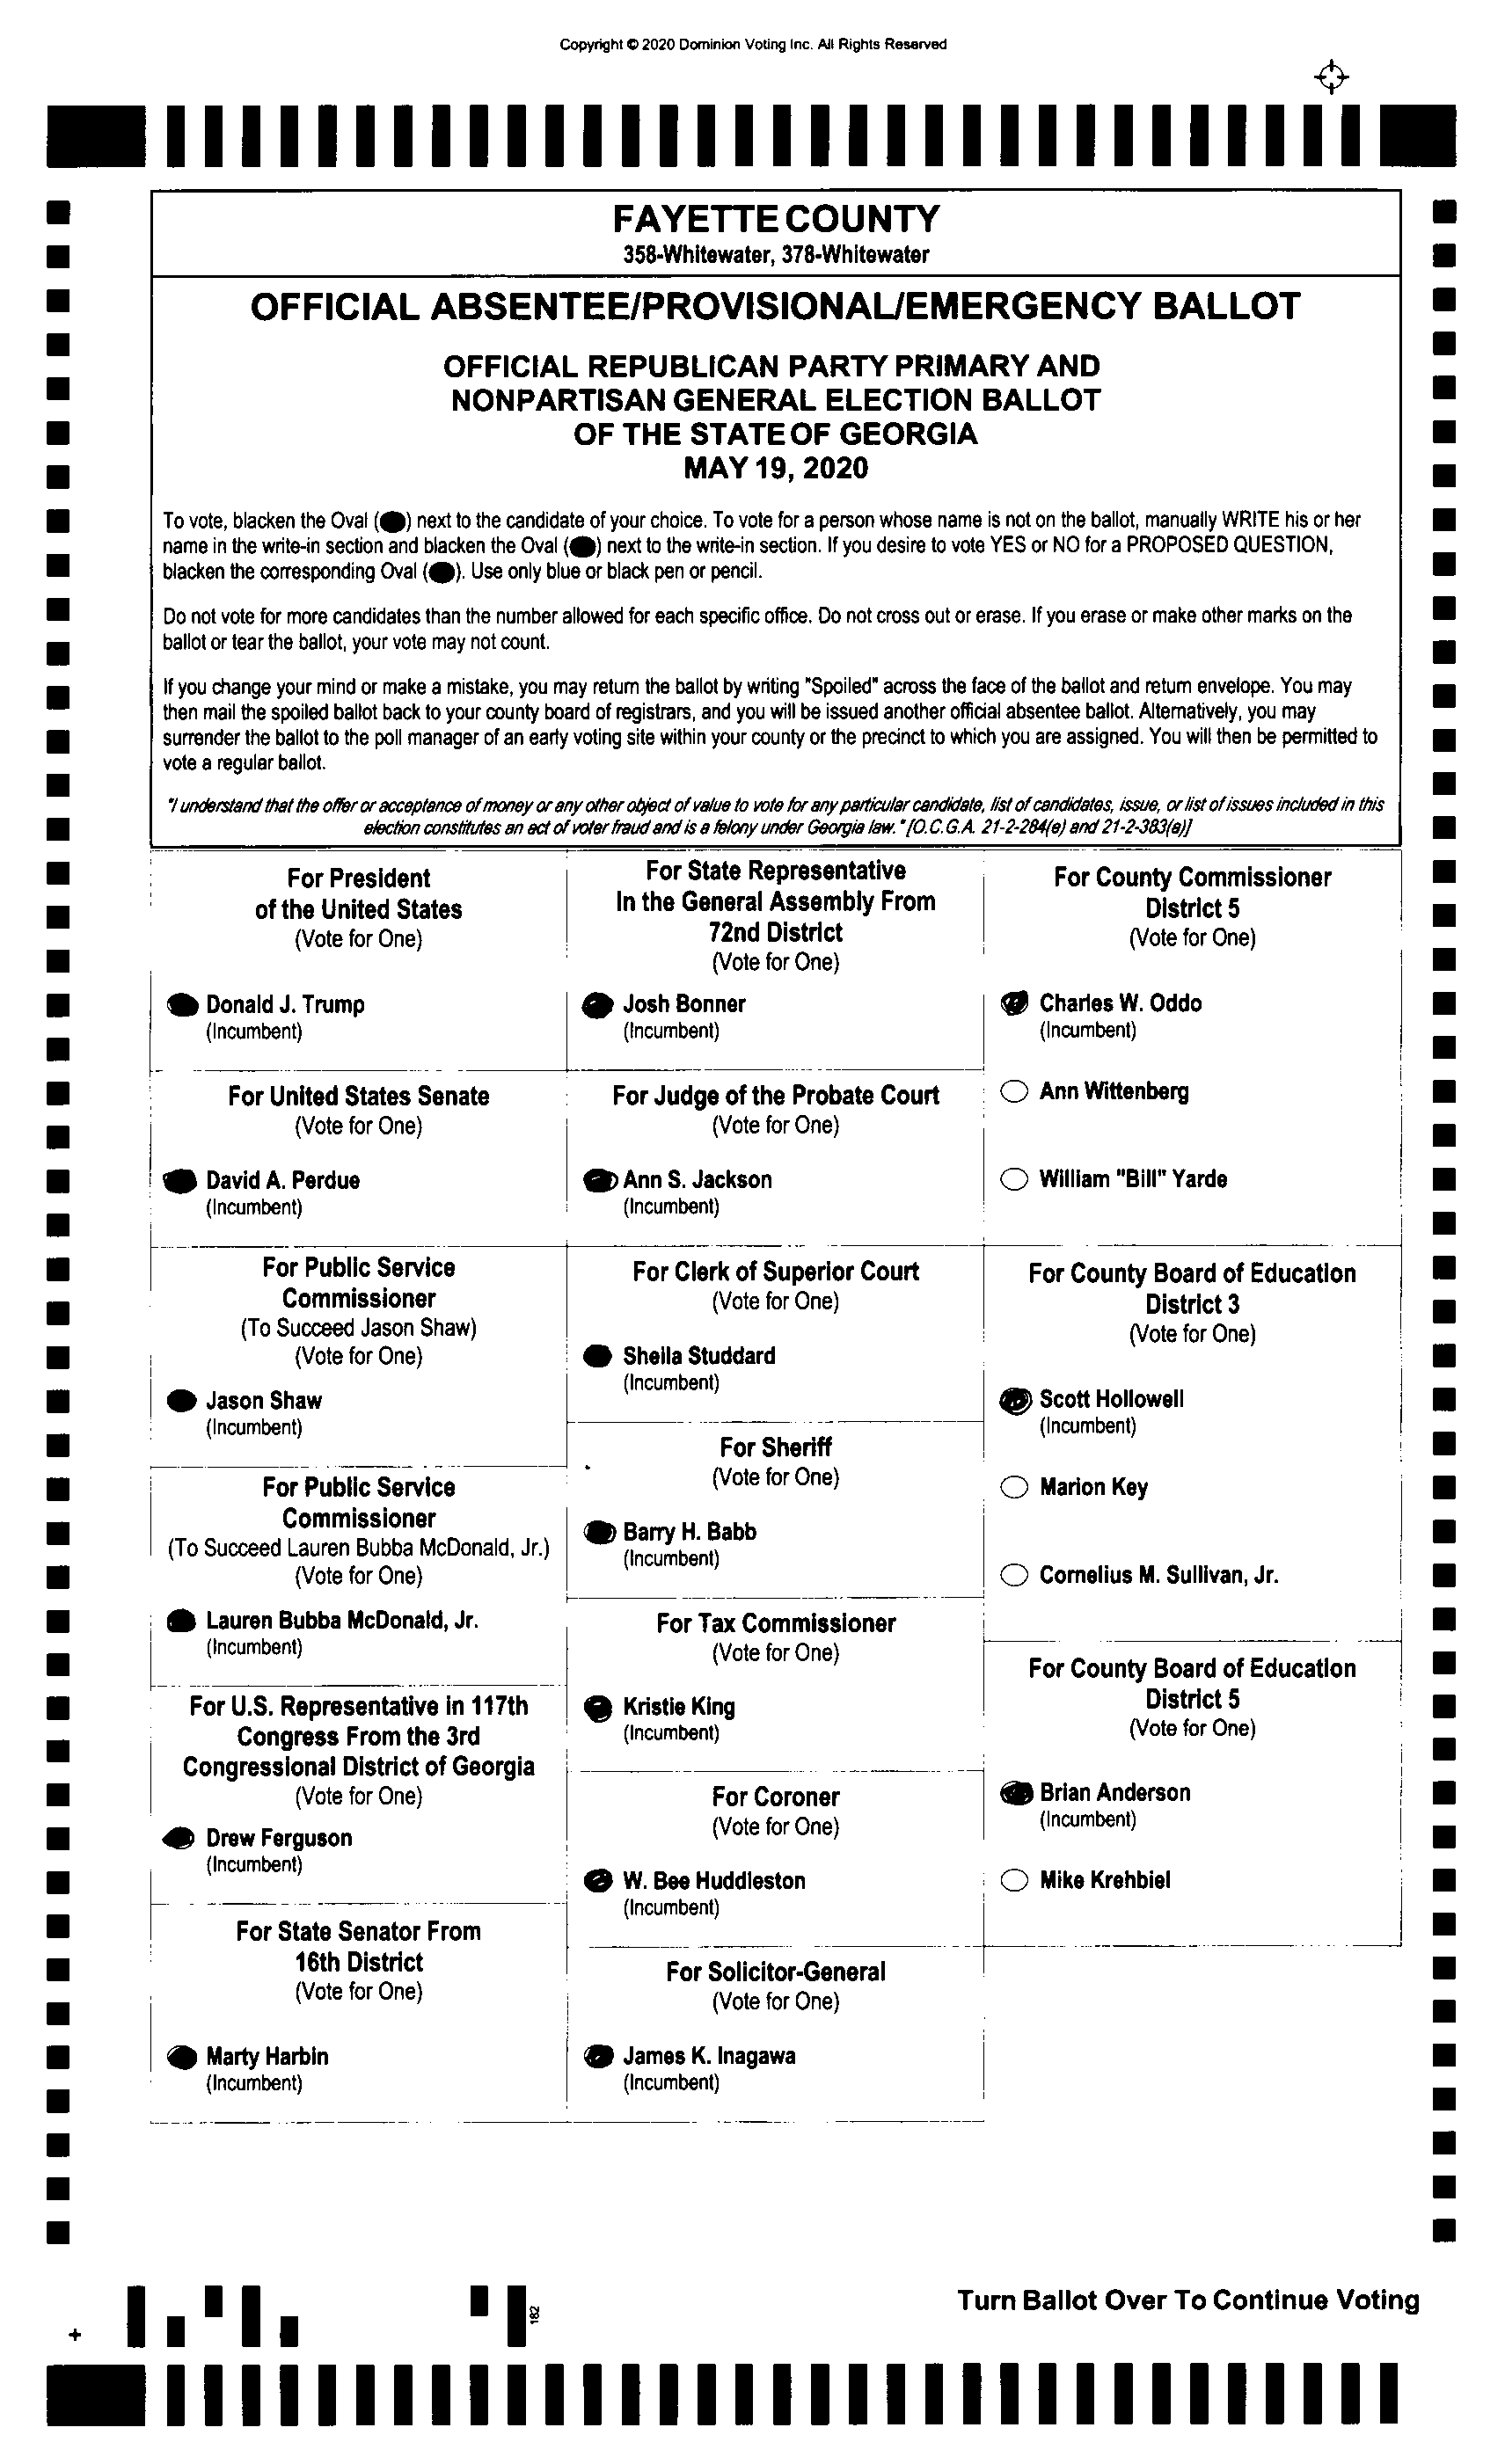 Copyright © 2020 Dominion Voting Inc. All Rights Reserved
FAYETTE COUNTY
358-Whitewater, 378-Whitewater
OFFICIAL ABSENTEE/PROVISIONAL/EMERGENCY BALLOT
OFFICIAL REPUBLICAN PARTY PRIMARY AND
NONPARTISAN GENERAL ELECTION BALLOT
OF THE STATE OF GEORGIA
MAY 19, 2020
To vote, blacken the Oval (⬬) next to the candidate of your choice. To vote for a person whose name is not on the ballot, manually WRITE his or her
name in the write-in section and blacken the Oval (⬬) next to the write-in section. If you desire to vote YES or NO for a PROPOSED QUESTION,
blacken the corresponding Oval (⬬). Use only blue or black pen or pencil.
Do not vote for more candidates than the number allowed for each specific office. Do not cross out or erase. If you erase or make other marks on the
ballot or tear the ballot, your vote may not count.
If you change your mind or make a mistake, you may return the ballot by writing "Spoiled" across the face of the ballot and return envelope. You may
then mail the spoiled ballot back to your county board of registrars, and you will be issued another official absentee ballot. Alternatively, you may
surrender the ballot to the poll manager of an early voting site within your county or the precinct to which you are assigned. You will then be permitted to
vote a regular ballot.
"I understand that the offer or acceptance of money or any other object of value to vote for any particular candidate, list of candidates, issue, or list of issues included in this
election constitutes an act of voter fraud and is a felony under Georgia law." [O.C.G.A. 21-2-284(e) and 21-2-383(a)]
For President
of the United States
(Vote for One)
Donald J. Trump
(Incumbent)
For United States Senate
(Vote for One)
David A. Perdue
(Incumbent)
For Public Service
Commissioner
(To Succeed Jason Shaw)
(Vote for One)
Jason Shaw
(Incumbent)
For Public Service
Commissioner
(To Succeed Lauren Bubba McDonald, Jr.)
(Vote for One)
Lauren Bubba McDonald, Jr.
(Incumbent)
For U.S. Representative in 117th
Congress From the 3rd
Congressional District of Georgia
(Vote for One)
Drew Ferguson
(Incumbent)
For State Senator From
16th District
(Vote for One)
Marty Harbin
(Incumbent)
For State Representative
In the General Assembly From
72nd District
(Vote for One)
Josh Bonner
(Incumbent)
For Judge of the Probate Court
(Vote for One)
Ann S. Jackson
(Incumbent)
For Clerk of Superior Court
(Vote for One)
Sheila Studdard
(Incumbent)
For Sheriff
(Vote for One)
Barry H. Babb
(Incumbent)
For Tax Commissioner
(Vote for One)
Kristie King
(Incumbent)
For Coroner
(Vote for One)
W. Bee Huddleston
(Incumbent)
For Solicitor-General
(Vote for One)
James K. Inagawa
(Incumbent)
For County Commissioner
District 5
(Vote for One)
Charles W. Oddo
(Incumbent)
Ann Wittenberg
William "Bill" Yarde
For County Board of Education
District 3
(Vote for One)
Scott Hollowell
(Incumbent)
Marion Key
Cornelius M. Sullivan, Jr.
For County Board of Education
District 5
(Vote for One)
Brian Anderson
(Incumbent)
Mike Krehbiel
Turn Ballot Over To Continue Voting
182
+